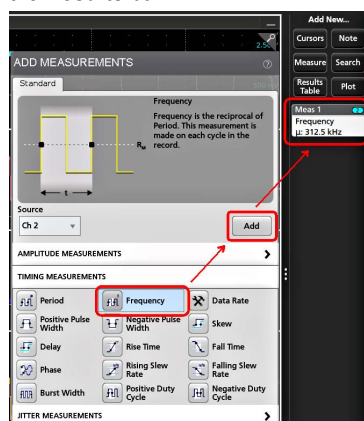 Add New...
Cursors
Note
Measure
Search
Results
Table
Plot
Meas 1
Frequency
µ: 312.5 kHz
ADD MEASUREMENTS
Standard
Frequency
Frequency is the reciprocal of
Period. This measurement is
made on each cycle in the
record.
t
Source
Ch 2
Add
AMPLITUDE MEASUREMENTS
TIMING MEASUREMENTS
Period
Frequency
Data Rate
Positive Pulse
Width
Negative Pulse
Width
Skew
Delay
Rise Time
Fall Time
Phase
Rising Slew
Rate
Falling Slew
Rate
Burst Width
Positive Duty
Cycle
Negative Duty
Cycle
JITTER MEASUREMENTS